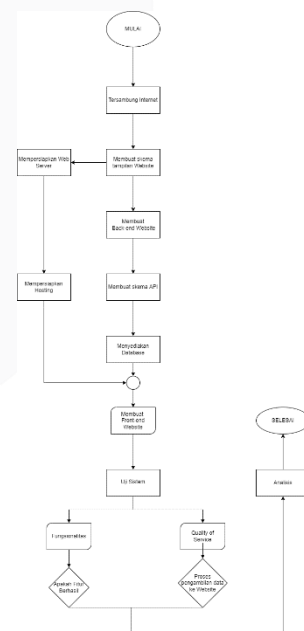 MULAI
Tersambung Internet
Mempersiapkan Web
Server
Membuat skema
tampilan Website
Membuat
Back end Website
Mempersiapkan
Hosting
Membuat skema API
Menyediakan
Database
Membuat
Front end
Website
SELESAI
Uji Sistem
Analisis
Fungsionalitas
Quality of
Service
Apakah Fitur
Berhasil
Proses
pengambilan data
ke Website